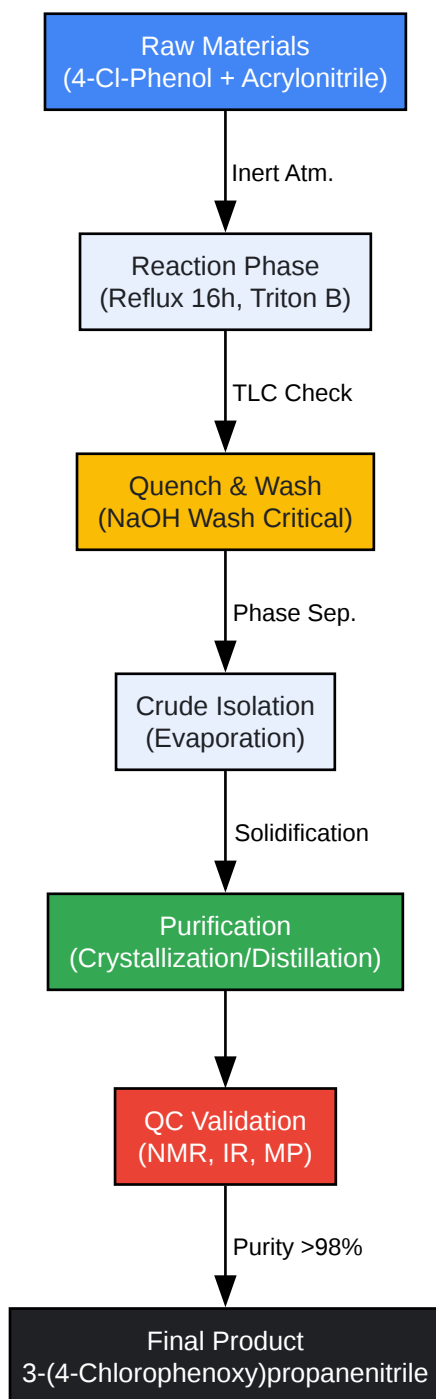 Raw Materials
(4-Cl-Phenol + Acrylonitrile)
Inert Atm.
Reaction Phase
(Reflux 16h, Triton B)
TLC Check
Quench & Wash
(NaOH Wash Critical)
Phase Sep.
Crude Isolation
(Evaporation)
Solidification
Purification
(Crystallization/Distillation)
QC Validation
(NMR, IR, MP)
Purity >98%
Final Product
3-(4-Chlorophenoxy)propanenitrile